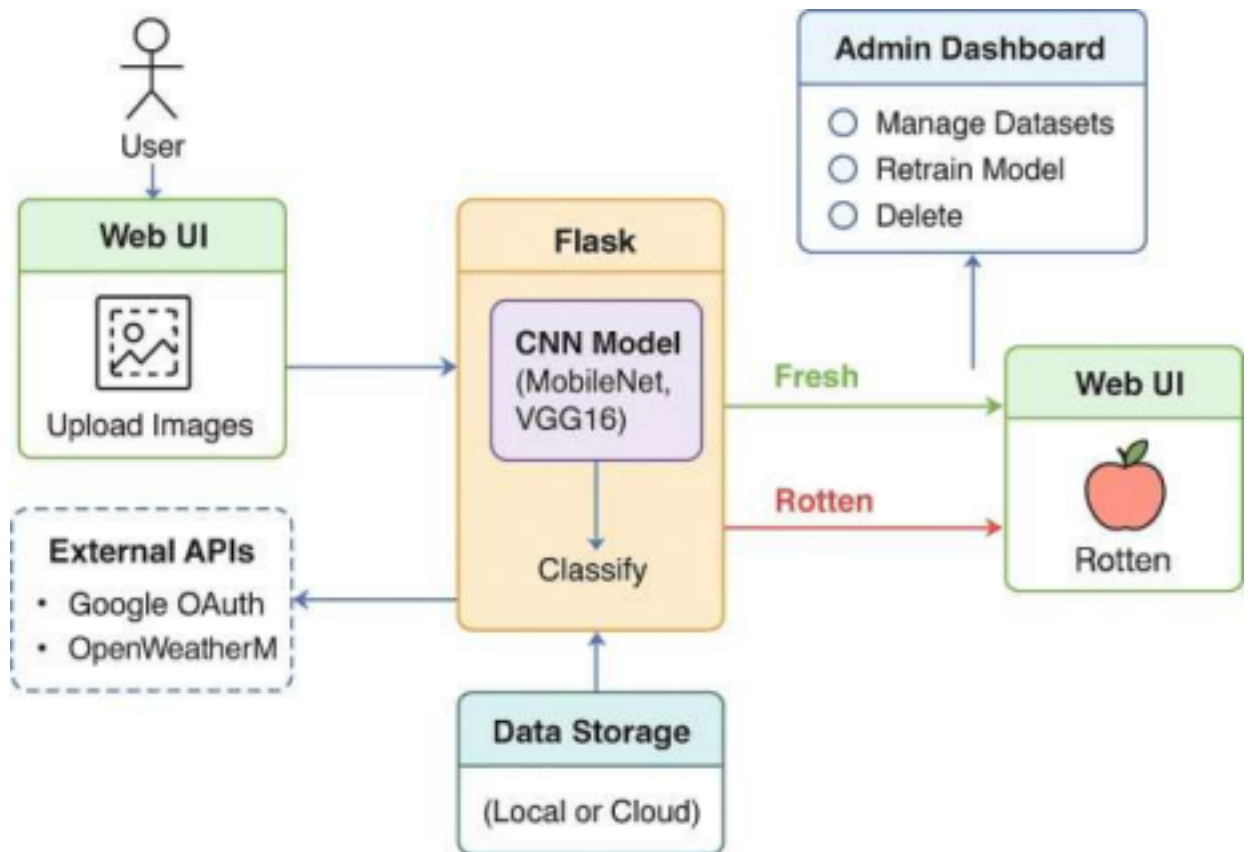 User
Web UI
Upload Images
External APIs
• Google OAuth
• OpenWeatherM
Flask
CNN Model
(MobileNet,
VGG16)
Classify
Data Storage
(Local or Cloud)
Fresh
Rotten
Admin Dashboard
Manage Datasets
Retrain Model
Delete
Web UI
Rotten